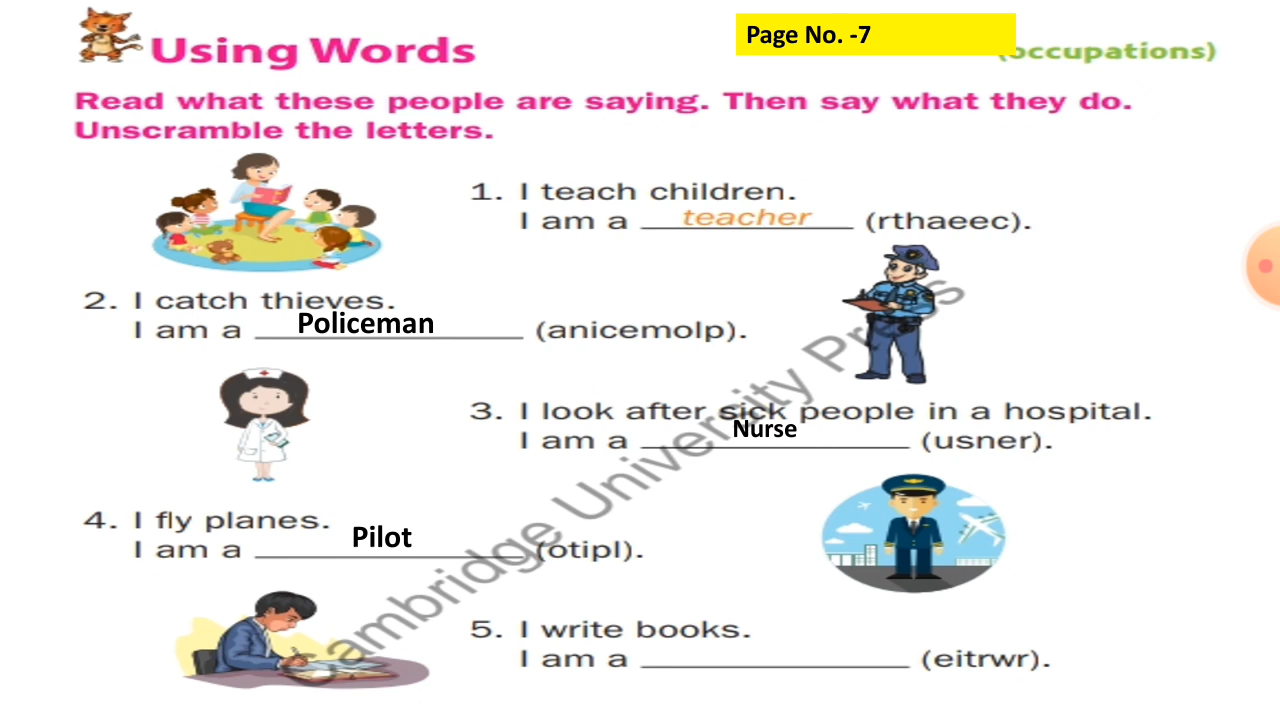 Using Words
Page No. -7
(occupations)
Read what these people are saying. Then say what they do.
Unscramble the letters.
1. I teach children.
I am a teacher (rthaeec).
2. I catch thieves.
I am a Policeman (anicemolp).
3. I look after sick people in a hospital.
I am a Nurse (usner).
4. I fly planes.
I am a Pilot (otipl).
5. I write books.
I am a ____________ (eitrwr).
Cambridge University Press